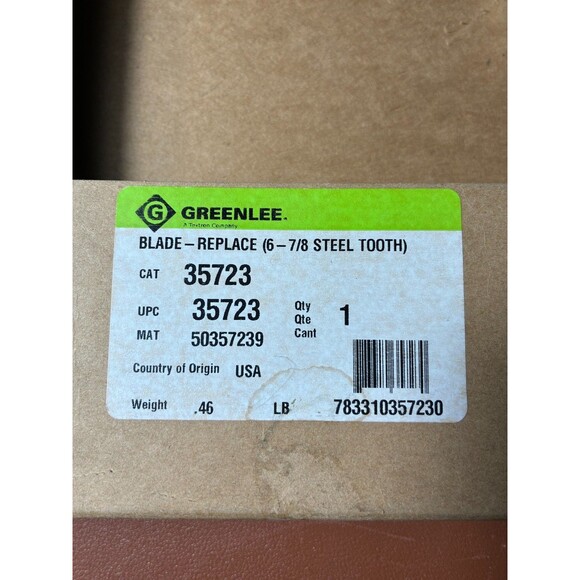 G GREENLEE.
A Textron Company
BLADE – REPLACE (6 – 7/8 STEEL TOOTH)
CAT 35723
UPC 35723 Qty Qte Cant 1
MAT 50357239
Country of Origin USA
Weight .46 LB 783310357230